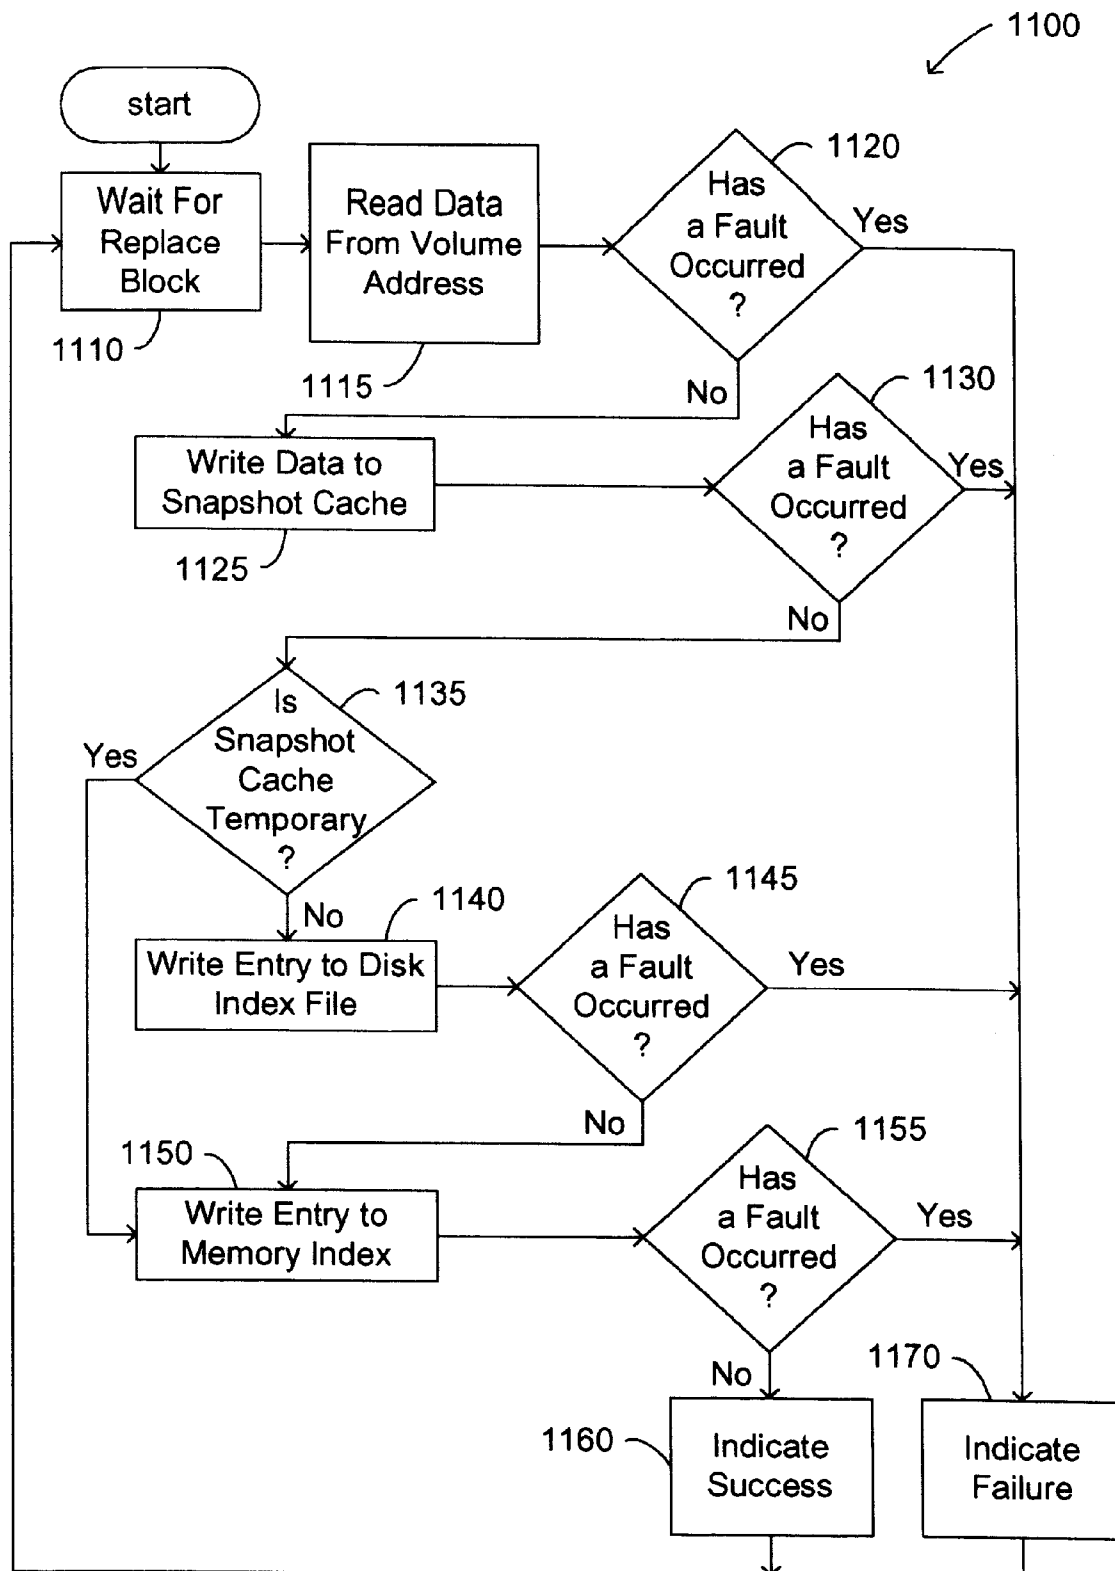 1100
start
Wait For
Replace
Block
1110
Read Data
From Volume
Address
1115
Has
a Fault
Occurred
?
1120
Yes
No
Write Data to
Snapshot Cache
1125
Has
a Fault
Occurred
?
1130
Yes
No
Is
Snapshot
Cache
Temporary
?
1135
Yes
No
1140
Write Entry to Disk
Index File
Has
a Fault
Occurred
?
1145
Yes
No
1150
Write Entry to
Memory Index
Has
a Fault
Occurred
?
1155
Yes
No
1160
Indicate
Success
1170
Indicate
Failure